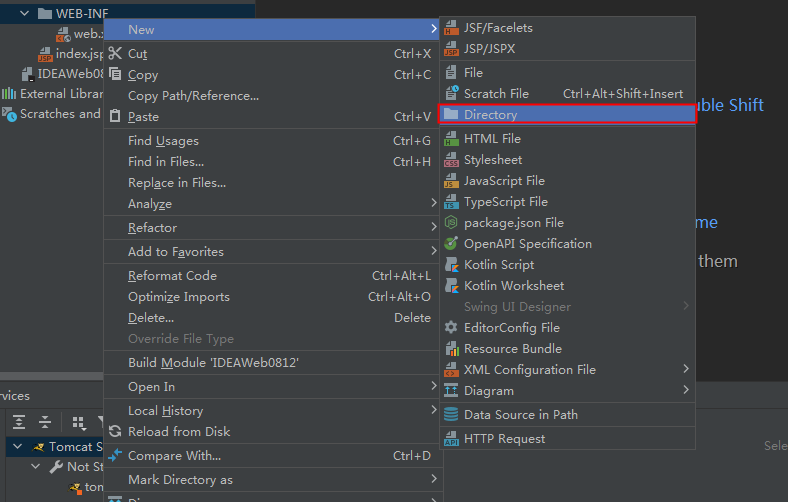 WEB-INF
web.
index.jsp
IDEAWeb08
External Librar
Scratches and
New
Cut Ctrl+X
Copy Ctrl+C
Copy Path/Reference...
Paste Ctrl+V
Find Usages Ctrl+G
Find in Files... Ctrl+H
Replace in Files...
Analyze
Refactor
Add to Favorites
Reformat Code Ctrl+Alt+L
Optimize Imports Ctrl+Alt+O
Delete... Delete
Override File Type
Build Module 'IDEAWeb0812'
Open In
Local History
Reload from Disk
Compare With... Ctrl+D
Mark Directory as
JSF/Facelets
JSP/JSPX
File
Scratch File Ctrl+Alt+Shift+Insert
Directory
HTML File
Stylesheet
JavaScript File
TypeScript File
package.json File
OpenAPI Specification
Kotlin Script
Kotlin Worksheet
Swing UI Designer
EditorConfig File
Resource Bundle
XML Configuration File
Diagram
Data Source in Path
HTTP Request
uble Shift
me
them
rvices
Tomcat S
Not St
tom
Sele